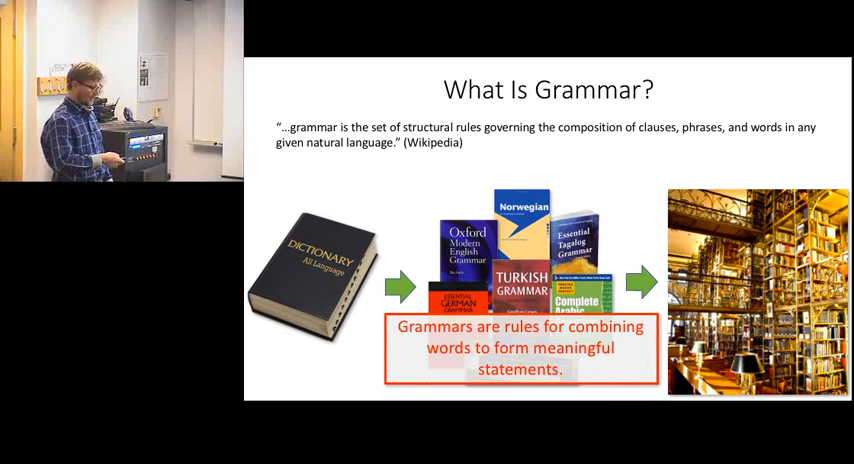 What Is Grammar?
"...grammar is the set of structural rules governing the composition of clauses, phrases, and words in any
given natural language." (Wikipedia)
DICTIONARY
All Language
Norwegian
Oxford
Modern
English
Grammar
Essential
Tagalog
Grammar
TURKISH
GRAMMAR
ESSENTIAL
GERMAN
GRAMMAR
Complete
Arabic
Grammars are rules for combining
words to form meaningful
statements.